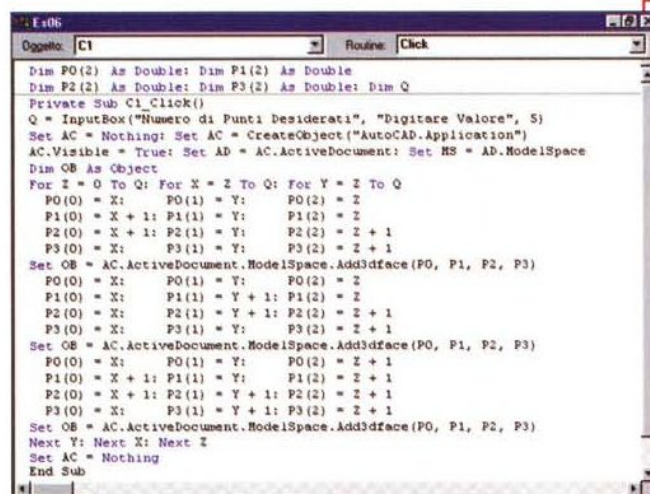 Es06
Oggetto: C1 Routine: Click
Dim P0(2) As Double: Dim P1(2) As Double
Dim P2(2) As Double: Dim P3(2) As Double: Dim Q
Private Sub C1_Click()
Q = InputBox("Numero di Punti Desiderati", "Digitare Valore", 5)
Set AC = Nothing: Set AC = CreateObject("AutoCAD.Application")
AC.Visible = True: Set AD = AC.ActiveDocument: Set MS = AD.ModelSpace
Dim OB As Object
For Z = 0 To Q: For X = Z To Q: For Y = Z To Q
P0(0) = X: P0(1) = Y: P0(2) = Z
P1(0) = X + 1: P1(1) = Y: P1(2) = Z
P2(0) = X + 1: P2(1) = Y: P2(2) = Z + 1
P3(0) = X: P3(1) = Y: P3(2) = Z + 1
Set OB = AC.ActiveDocument.ModelSpace.Add3dface(P0, P1, P2, P3)
P0(0) = X: P0(1) = Y: P0(2) = Z
P1(0) = X: P1(1) = Y + 1: P1(2) = Z
P2(0) = X: P2(1) = Y + 1: P2(2) = Z + 1
P3(0) = X: P3(1) = Y: P3(2) = Z + 1
Set OB = AC.ActiveDocument.ModelSpace.Add3dface(P0, P1, P2, P3)
P0(0) = X: P0(1) = Y: P0(2) = Z + 1
P1(0) = X + 1: P1(1) = Y: P1(2) = Z + 1
P2(0) = X + 1: P2(1) = Y + 1: P2(2) = Z + 1
P3(0) = X: P3(1) = Y + 1: P3(2) = Z + 1
Set OB = AC.ActiveDocument.ModelSpace.Add3dface(P0, P1, P2, P3)
Next Y: Next X: Next Z
Set AC = Nothing
End Sub